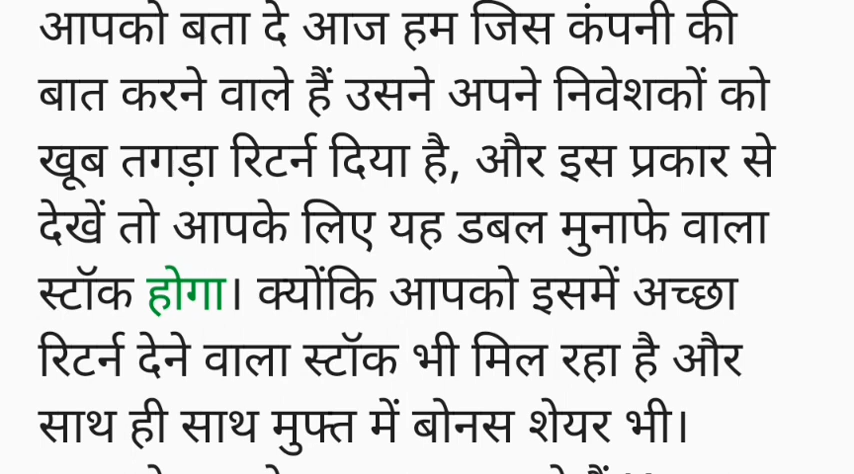 आपको बता दे आज हम जिस कंपनी की
बात करने वाले हैं उसने अपने निवेशकों को
खूब तगड़ा रिटर्न दिया है, और इस प्रकार से
देखें तो आपके लिए यह डबल मुनाफे वाला
स्टॉक होगा। क्योंकि आपको इसमें अच्छा
रिटर्न देने वाला स्टॉक भी मिल रहा है और
साथ ही साथ मुफ्त में बोनस शेयर भी।